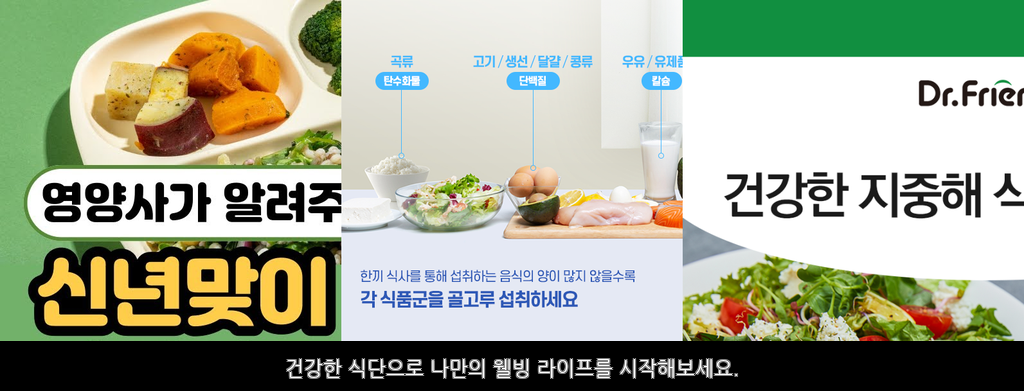 영양사가 알려주
신년맞이
곡류
탄수화물
고기 / 생선 / 달걀 / 콩류
단백질
우유 / 유제품
칼슘
한끼 식사를 통해 섭취하는 음식의 양이 많지 않을수록
각 식품군을 골고루 섭취하세요
Dr.Frien
건강한 지중해 식
건강한 식단으로 나만의 웰빙 라이프를 시작해보세요.